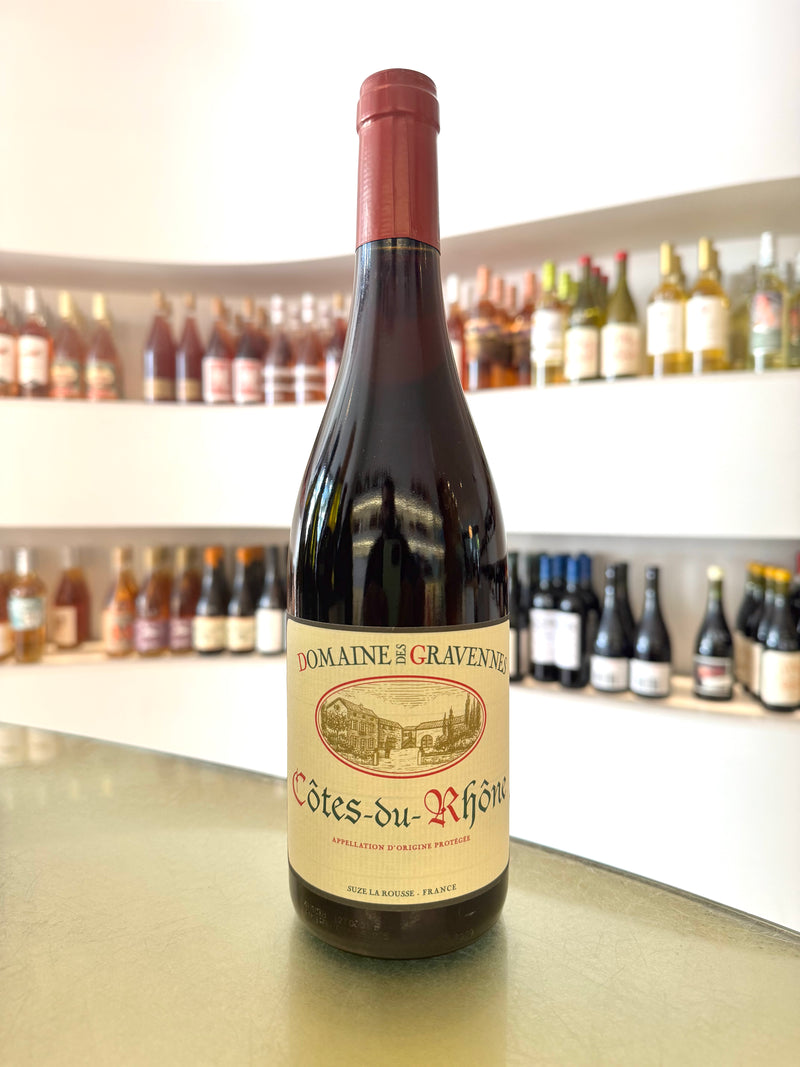 DOMAINE DES GRAVENNES
Côtes-du-Rhône
APPELLATION D'ORIGINE PROTÉGÉE
SUZE LA ROUSSE - FRANCE